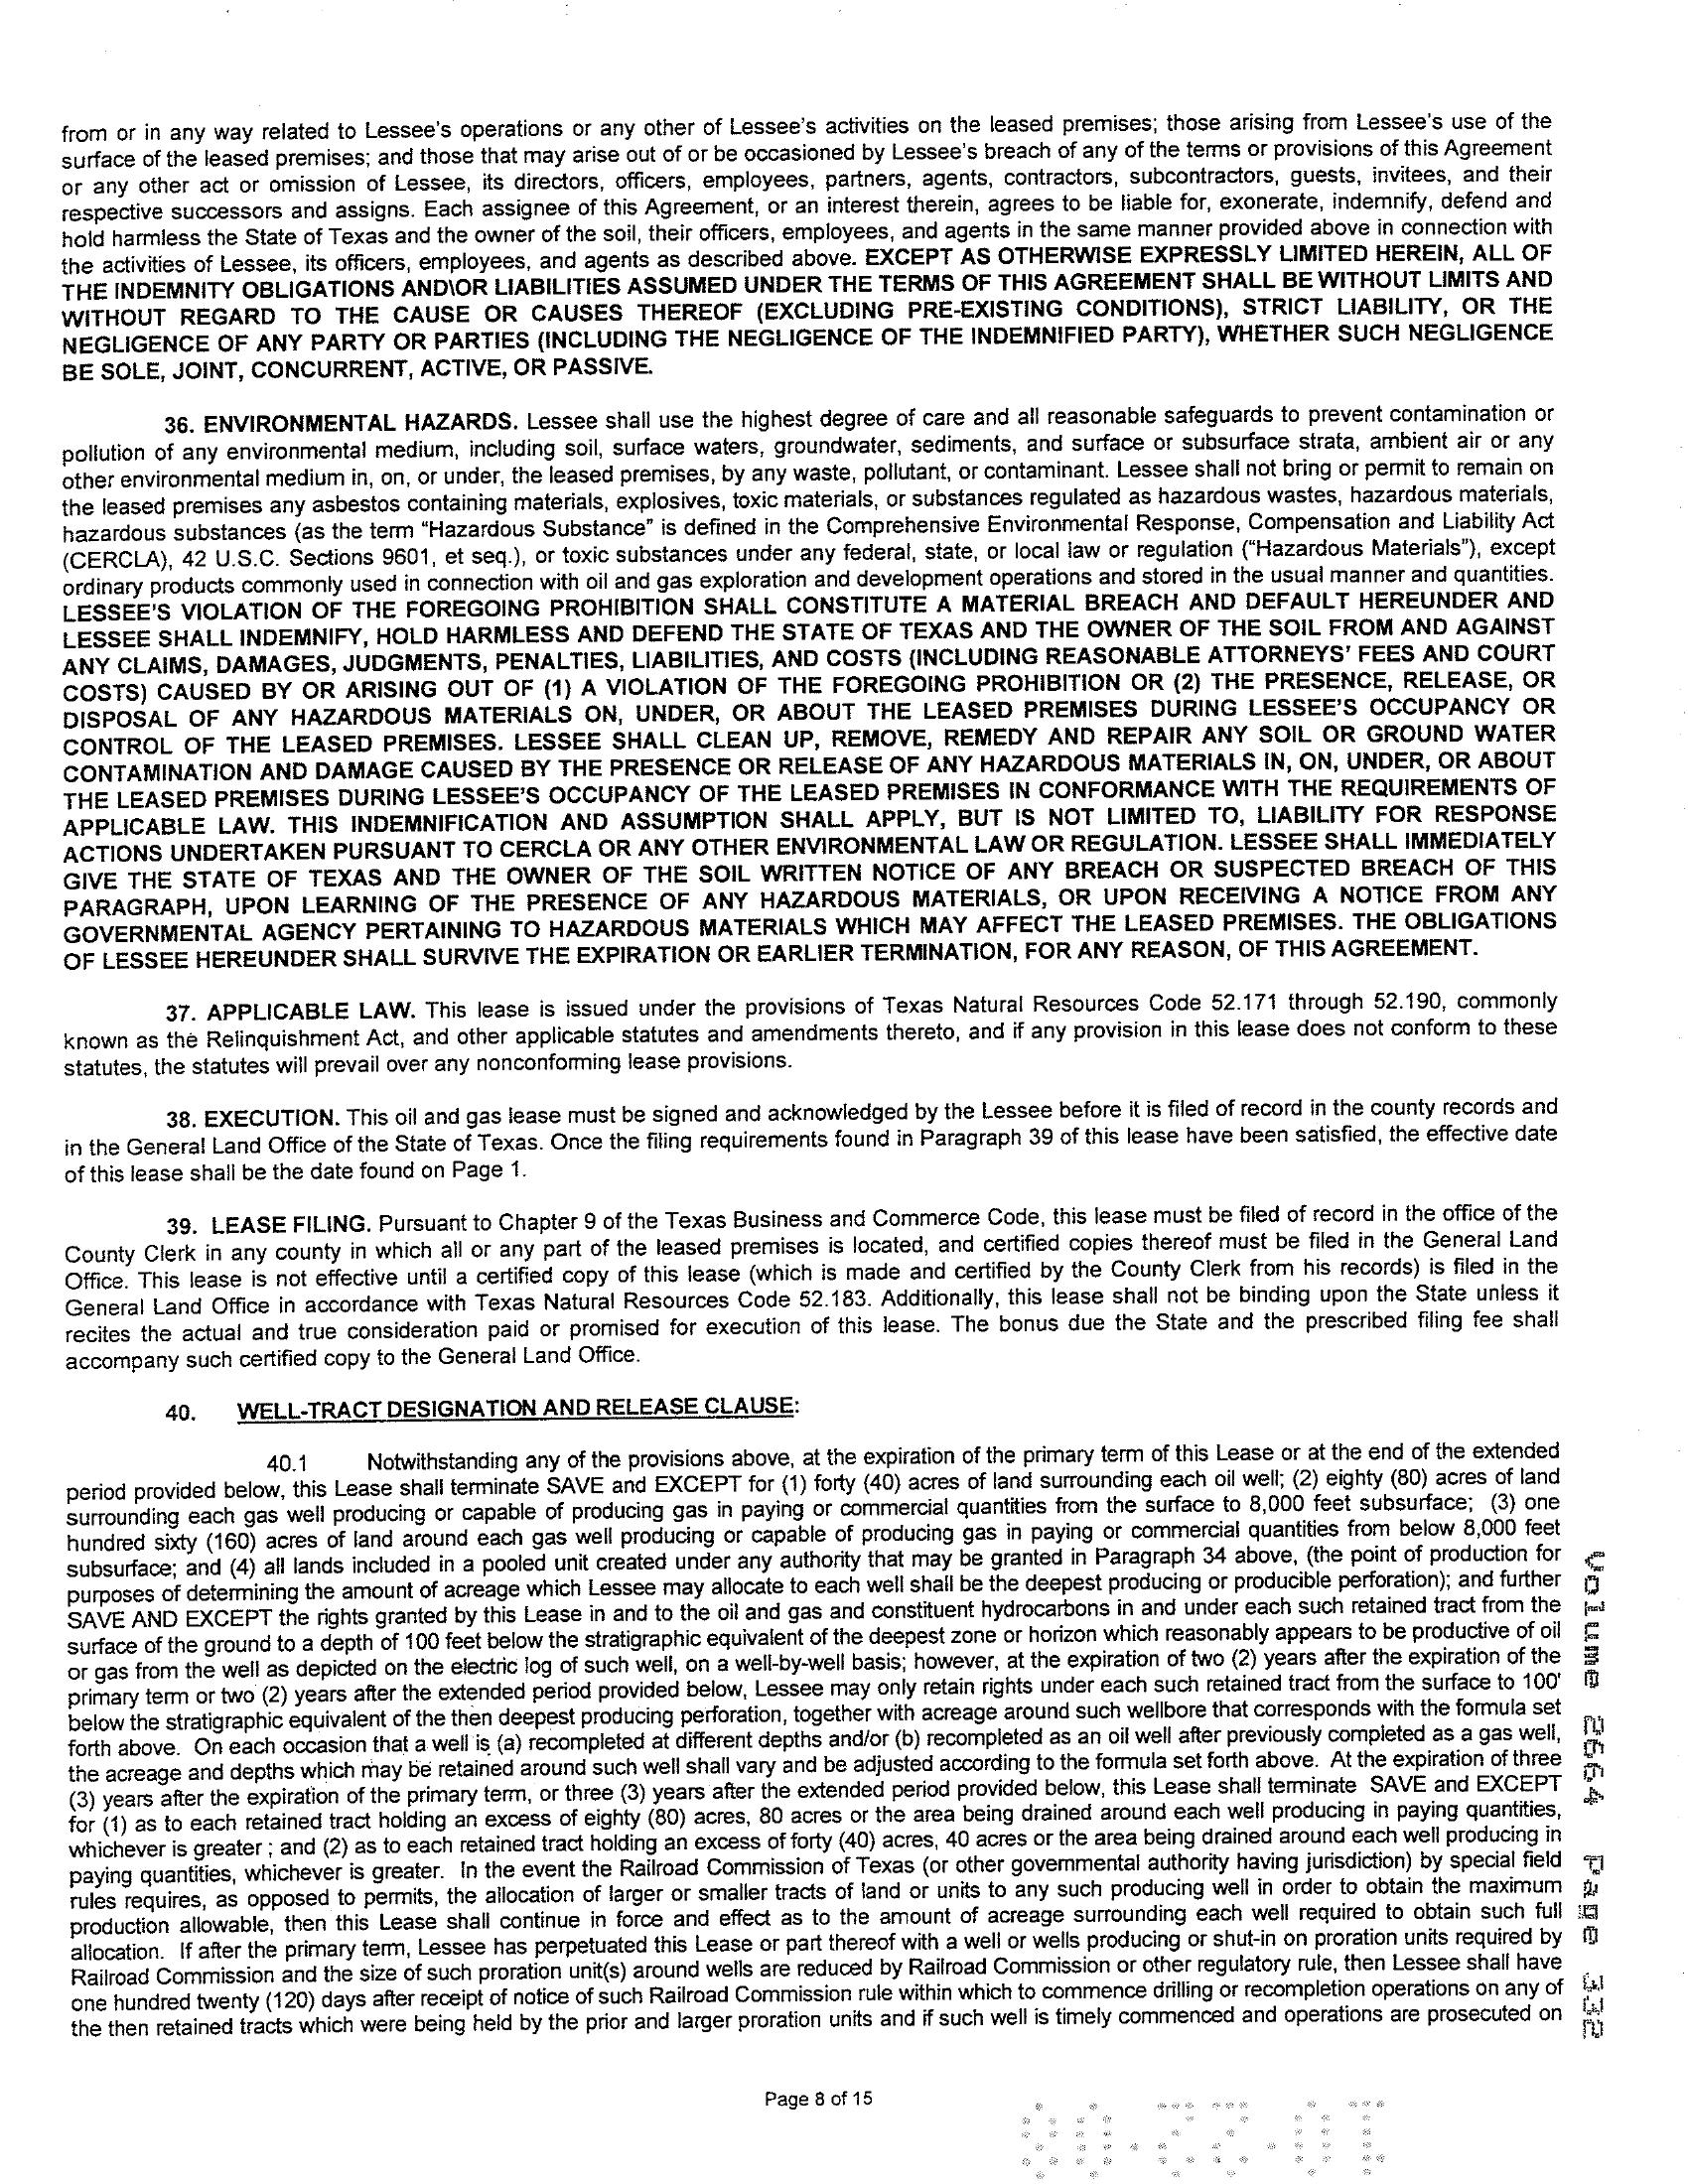 from or in any way related to Lessee's operations or any other of Lessee's activities on the leased premises; those arising from Lessee's use of the
surface of the leased premises; and those that may arise out of or be occasioned by Lessee's breach of any of the terms or provisions of this Agreement
or any other act or omission of Lessee, its directors, officers, employees, partners, agents, contractors, subcontractors, guests, invitees, and their
respective successors and assigns. Each assignee of this Agreement, or an interest therein, agrees to be liable for, exonerate, indemnify, defend and
hold harmless the State of Texas and the owner of the soil, their officers, employees, and agents in the same manner provided above in connection with
the activities of Lessee, its officers, employees, and agents as described above. EXCEPT AS OTHERWISE EXPRESSLY LIMITED HEREIN, ALL OF
THE INDEMNITY OBLIGATIONS AND\OR LIABILITIES ASSUMED UNDER THE TERMS OF THIS AGREEMENT SHALL BE WITHOUT LIMITS AND
WITHOUT REGARD TO THE CAUSE OR CAUSES THEREOF (EXCLUDING PRE-EXISTING CONDITIONS), STRICT LIABILITY, OR THE
NEGLIGENCE OF ANY PARTY OR PARTIES (INCLUDING THE NEGLIGENCE OF THE INDEMNIFIED PARTY), WHETHER SUCH NEGLIGENCE
BE SOLE, JOINT, CONCURRENT, ACTIVE, OR PASSIVE.
36. ENVIRONMENTAL HAZARDS. Lessee shall use the highest degree of care and all reasonable safeguards to prevent contamination or
pollution of any environmental medium, including soil, surface waters, groundwater, sediments, and surface or subsurface strata, ambient air or any
other environmental medium in, on, or under, the leased premises, by any waste, pollutant, or contaminant. Lessee shall not bring or permit to remain on
the leased premises any asbestos containing materials, explosives, toxic materials, or substances regulated as hazardous wastes, hazardous materials,
hazardous substances (as the term "Hazardous Substance" is defined in the Comprehensive Environmental Response, Compensation and Liability Act
(CERCLA), 42 U.S.C. Sections 9601, et seq.), or toxic substances under any federal, state, or local law or regulation ("Hazardous Materials"), except
ordinary products commonly used in connection with oil and gas exploration and development operations and stored in the usual manner and quantities.
LESSEE'S VIOLATION OF THE FOREGOING PROHIBITION SHALL CONSTITUTE A MATERIAL BREACH AND DEFAULT HEREUNDER AND
LESSEE SHALL INDEMNIFY, HOLD HARMLESS AND DEFEND THE STATE OF TEXAS AND THE OWNER OF THE SOIL FROM AND AGAINST
ANY CLAIMS, DAMAGES, JUDGMENTS, PENALTIES, LIABILITIES, AND COSTS (INCLUDING REASONABLE ATTORNEYS' FEES AND COURT
COSTS) CAUSED BY OR ARISING OUT OF (1) A VIOLATION OF THE FOREGOING PROHIBITION OR (2) THE PRESENCE, RELEASE, OR
DISPOSAL OF ANY HAZARDOUS MATERIALS ON, UNDER, OR ABOUT THE LEASED PREMISES DURING LESSEE'S OCCUPANCY OR
CONTROL OF THE LEASED PREMISES. LESSEE SHALL CLEAN UP, REMOVE, REMEDY AND REPAIR ANY SOIL OR GROUND WATER
CONTAMINATION AND DAMAGE CAUSED BY THE PRESENCE OR RELEASE OF ANY HAZARDOUS MATERIALS IN, ON, UNDER, OR ABOUT
THE LEASED PREMISES DURING LESSEE'S OCCUPANCY OF THE LEASED PREMISES IN CONFORMANCE WITH THE REQUIREMENTS OF
APPLICABLE LAW. THIS INDEMNIFICATION AND ASSUMPTION SHALL APPLY, BUT IS NOT LIMITED TO, LIABILITY FOR RESPONSE
ACTIONS UNDERTAKEN PURSUANT TO CERCLA OR ANY OTHER ENVIRONMENTAL LAW OR REGULATION. LESSEE SHALL IMMEDIATELY
GIVE THE STATE OF TEXAS AND THE OWNER OF THE SOIL WRITTEN NOTICE OF ANY BREACH OR SUSPECTED BREACH OF THIS
PARAGRAPH, UPON LEARNING OF THE PRESENCE OF ANY HAZARDOUS MATERIALS, OR UPON RECEIVING A NOTICE FROM ANY
GOVERNMENTAL AGENCY PERTAINING TO HAZARDOUS MATERIALS WHICH MAY AFFECT THE LEASED PREMISES. THE OBLIGATIONS
OF LESSEE HEREUNDER SHALL SURVIVE THE EXPIRATION OR EARLIER TERMINATION, FOR ANY REASON, OF THIS AGREEMENT.
37. APPLICABLE LAW. This lease is issued under the provisions of Texas Natural Resources Code 52.171 through 52.190, commonly
known as the Relinquishment Act, and other applicable statutes and amendments thereto, and if any provision in this lease does not conform to these
statutes, the statutes will prevail over any nonconforming lease provisions.
38. EXECUTION. This oil and gas lease must be signed and acknowledged by the Lessee before it is filed of record in the county records and
in the General Land Office of the State of Texas. Once the filing requirements found in Paragraph 39 of this lease have been satisfied, the effective date
of this lease shall be the date found on Page 1.
39. LEASE FILING. Pursuant to Chapter 9 of the Texas Business and Commerce Code, this lease must be filed of record in the office of the
County Clerk in any county in which all or any part of the leased premises is located, and certified copies thereof must be filed in the General Land
Office. This lease is not effective until a certified copy of this lease (which is made and certified by the County Clerk from his records) is filed in the
General Land Office in accordance with Texas Natural Resources Code 52.183. Additionally, this lease shall not be binding upon the State unless it
recites the actual and true consideration paid or promised for execution of this lease. The bonus due the State and the prescribed filing fee shall
accompany such certified copy to the General Land Office.
40. WELL-TRACT DESIGNATION AND RELEASE CLAUSE:
40.1 Notwithstanding any of the provisions above, at the expiration of the primary term of this Lease or at the end of the extended
period provided below, this Lease shall terminate SAVE and EXCEPT for (1) forty (40) acres of land surrounding each oil well; (2) eighty (80) acres of land
surrounding each gas well producing or capable of producing gas in paying or commercial quantities from the surface to 8,000 feet subsurface; (3) one
hundred sixty (160) acres of land around each gas well producing or capable of producing gas in paying or commercial quantities from below 8,000 feet
subsurface; and (4) all lands included in a pooled unit created under any authority that may be granted in Paragraph 34 above, (the point of production for
purposes of determining the amount of acreage which Lessee may allocate to each well shall be the deepest producing or producible perforation); and further
SAVE AND EXCEPT the rights granted by this Lease in and to the oil and gas and constituent hydrocarbons in and under each such retained tract from the
surface of the ground to a depth of 100 feet below the stratigraphic equivalent of the deepest zone or horizon which reasonably appears to be productive of oil
or gas from the well as depicted on the electric log of such well, on a well-by-well basis; however, at the expiration of two (2) years after the expiration of the
primary term or two (2) years after the extended period provided below, Lessee may only retain rights under each such retained tract from the surface to 100'
below the stratigraphic equivalent of the then deepest producing perforation, together with acreage around such wellbore that corresponds with the formula set
forth above. On each occasion that a well is (a) recompleted at different depths and/or (b) recompleted as an oil well after previously completed as a gas well,
the acreage and depths which may be retained around such well shall vary and be adjusted according to the formula set forth above. At the expiration of three
(3) years after the expiration of the primary term, or three (3) years after the extended period provided below, this Lease shall terminate SAVE and EXCEPT
for (1) as to each retained tract holding an excess of eighty (80) acres, 80 acres or the area being drained around each well producing in paying quantities,
whichever is greater ; and (2) as to each retained tract holding an excess of forty (40) acres, 40 acres or the area being drained around each well producing in
paying quantities, whichever is greater. In the event the Railroad Commission of Texas (or other governmental authority having jurisdiction) by special field
rules requires, as opposed to permits, the allocation of larger or smaller tracts of land or units to any such producing well in order to obtain the maximum
production allowable, then this Lease shall continue in force and effect as to the amount of acreage surrounding each well required to obtain such full
allocation. If after the primary term, Lessee has perpetuated this Lease or part thereof with a well or wells producing or shut-in on proration units required by
Railroad Commission and the size of such proration unit(s) around wells are reduced by Railroad Commission or other regulatory rule, then Lessee shall have
one hundred twenty (120) days after receipt of notice of such Railroad Commission rule within which to commence drilling or recompletion operations on any of
the then retained tracts which were being held by the prior and larger proration units and if such well is timely commenced and operations are prosecuted on
Volume 2664 Page 332
Page 8 of 15